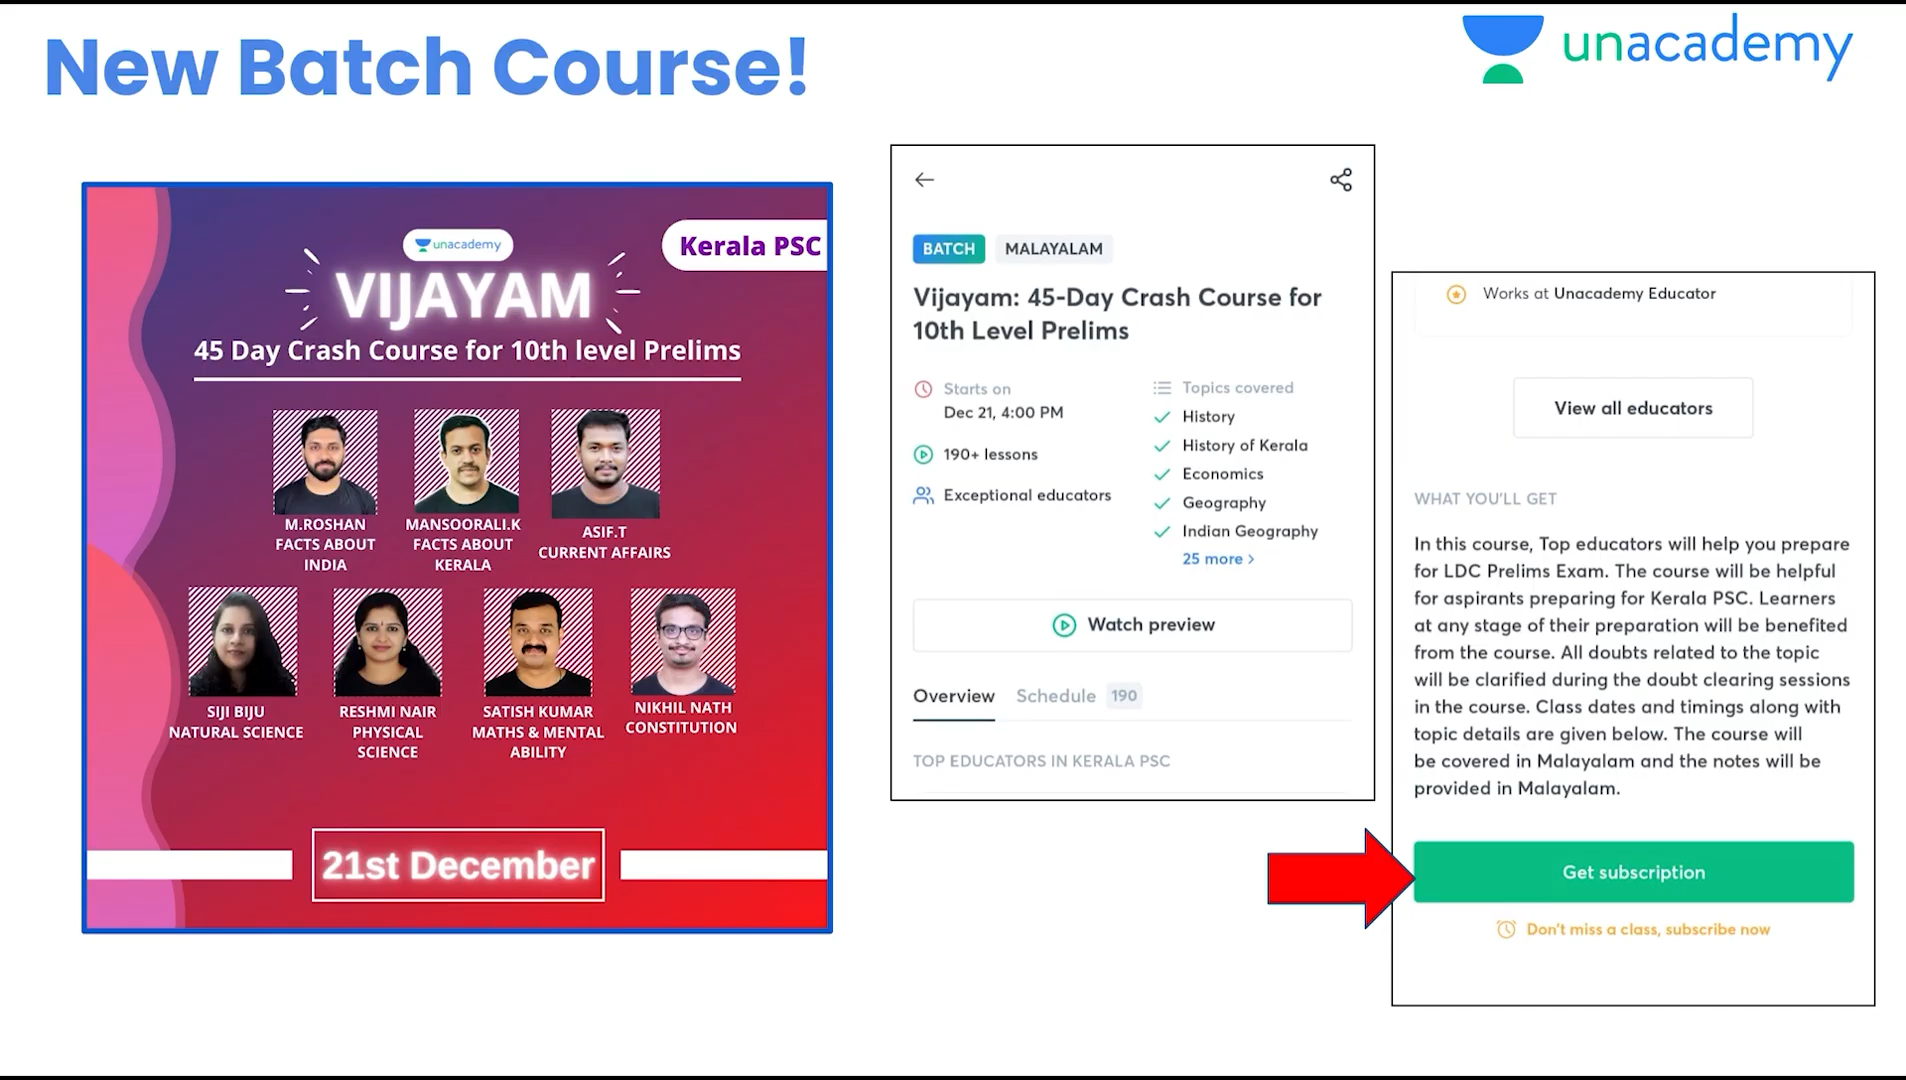 New Batch Course!
unacademy
unacademy
Kerala PSC
VIJAYAM
45 Day Crash Course for 10th level Prelims
M.ROSHAN
FACTS ABOUT
INDIA
MANSOORALI.K
FACTS ABOUT
KERALA
ASIF.T
CURRENT AFFAIRS
SIJI BIJU
NATURAL SCIENCE
RESHMI NAIR
PHYSICAL
SCIENCE
SATISH KUMAR
MATHS & MENTAL
ABILITY
NIKHIL NATH
CONSTITUTION
21st December
BATCH
MALAYALAM
Vijayam: 45-Day Crash Course for
10th Level Prelims
Starts on
Dec 21, 4:00 PM
190+ lessons
Exceptional educators
Topics covered
History
History of Kerala
Economics
Geography
Indian Geography
25 more >
Watch preview
Overview
Schedule 190
TOP EDUCATORS IN KERALA PSC
Works at Unacademy Educator
View all educators
WHAT YOU'LL GET
In this course, Top educators will help you prepare
for LDC Prelims Exam. The course will be helpful
for aspirants preparing for Kerala PSC. Learners
at any stage of their preparation will be benefited
from the course. All doubts related to the topic
will be clarified during the doubt clearing sessions
in the course. Class dates and timings along with
topic details are given below. The course will
be covered in Malayalam and the notes will be
provided in Malayalam.
Get subscription
Don't miss a class, subscribe now